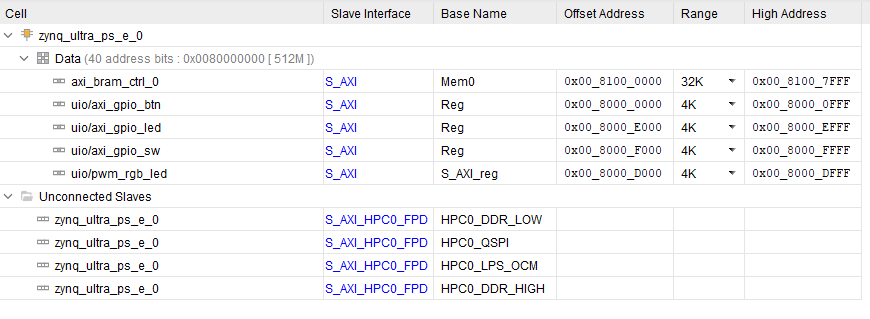 Cell Slave Interface Base Name Offset Address Range High Address
zynq_ultra_ps_e_0
Data (40 address bits : 0x0080000000 [ 512M ])
axi_bram_ctrl_0 S_AXI Mem0 0x00_8100_0000 32K 0x00_8100_7FFF
uio/axi_gpio_btn S_AXI Reg 0x00_8000_0000 4K 0x00_8000_0FFF
uio/axi_gpio_led S_AXI Reg 0x00_8000_E000 4K 0x00_8000_EFFF
uio/axi_gpio_sw S_AXI Reg 0x00_8000_F000 4K 0x00_8000_FFFF
uio/pwm_rgb_led S_AXI S_AXI_reg 0x00_8000_D000 4K 0x00_8000_DFFF
Unconnected Slaves
zynq_ultra_ps_e_0 S_AXI_HPC0_FPD HPC0_DDR_LOW
zynq_ultra_ps_e_0 S_AXI_HPC0_FPD HPC0_QSPI
zynq_ultra_ps_e_0 S_AXI_HPC0_FPD HPC0_LPS_OCM
zynq_ultra_ps_e_0 S_AXI_HPC0_FPD HPC0_DDR_HIGH